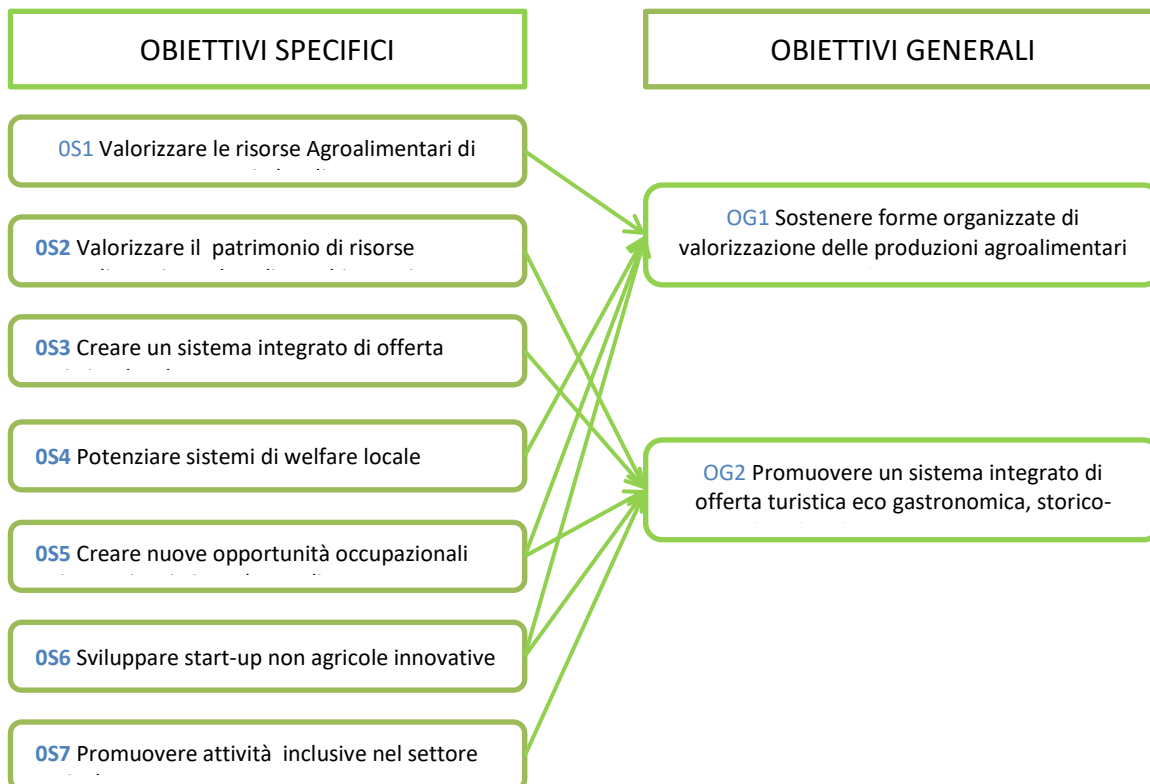 OBIETTIVI SPECIFICI
0S1 Valorizzare le risorse Agroalimentari di
0S2 Valorizzare il patrimonio di risorse
0S3 Creare un sistema integrato di offerta
0S4 Potenziare sistemi di welfare locale
0S5 Creare nuove opportunità occupazionali
0S6 Sviluppare start-up non agricole innovative
0S7 Promuovere attività inclusive nel settore
OBIETTIVI GENERALI
OG1 Sostenere forme organizzate di
valorizzazione delle produzioni agroalimentari
OG2 Promuovere un sistema integrato di
offerta turistica eco gastronomica, storico-